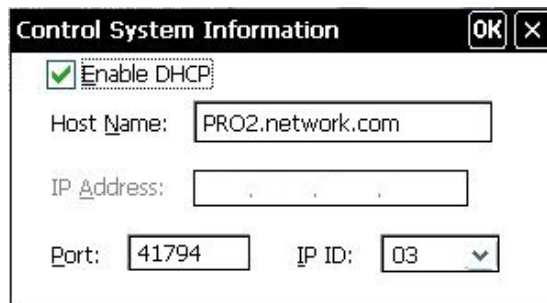 Control System Information OK ×
Enable DHCP
Host Name: PRO2.network.com
IP Address: . . .
Port: 41794 IP ID: 03